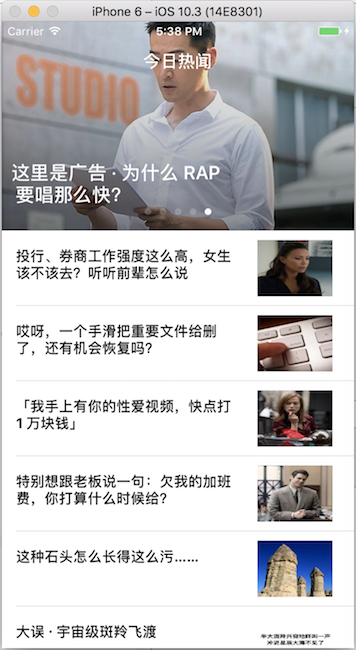 iPhone 6 – iOS 10.3 (14E8301)
Carrier 5:38 PM
今日热闻
STUDIO
这里是广告 · 为什么 RAP
要唱那么快？
投行、券商工作强度这么高，女生
该不该去？听听前辈怎么说
哎呀，一个手滑把重要文件给删
了，还有机会恢复吗？
「我手上有你的性爱视频，快点打
1 万块钱」
特别想跟老板说一句：欠我的加班
费，你打算什么时候给？
这种石头怎么长得这么污……
大误 · 宇宙级斑羚飞渡